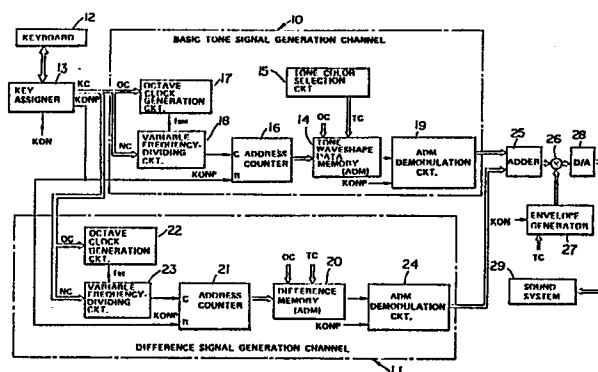 10
BASIC TONE SIGNAL GENERATION CHANNEL
12
KEYBOARD
13
KEY ASSIGNER
KC
KONP
KON
OC
NC
OCTAVE CLOCK GENERATION CKT.
17
VARIABLE FREQUENCY-DIVIDING CKT.
18
16
C ADDRESS COUNTER
R
KONP
15
TONE COLOR SELECTION CKT
OC
TC
14
TONE WAVESHAPE DATA MEMORY (ADM)
KONP
19
ADM DEMODULATION CKT.
25
ADDER
26
28
D/A
ENVELOPE GENERATOR
27
KON
TC
29
SOUND SYSTEM
OC
NC
OCTAVE CLOCK GENERATION CKT.
22
VARIABLE FREQUENCY-DIVIDING CKT.
23
KONP
21
C ADDRESS COUNTER
R
OC
TC
20
DIFFERENCE MEMORY (ADM)
KONP
24
ADM DEMODULATION CKT.
DIFFERENCE SIGNAL GENERATION CHANNEL
11